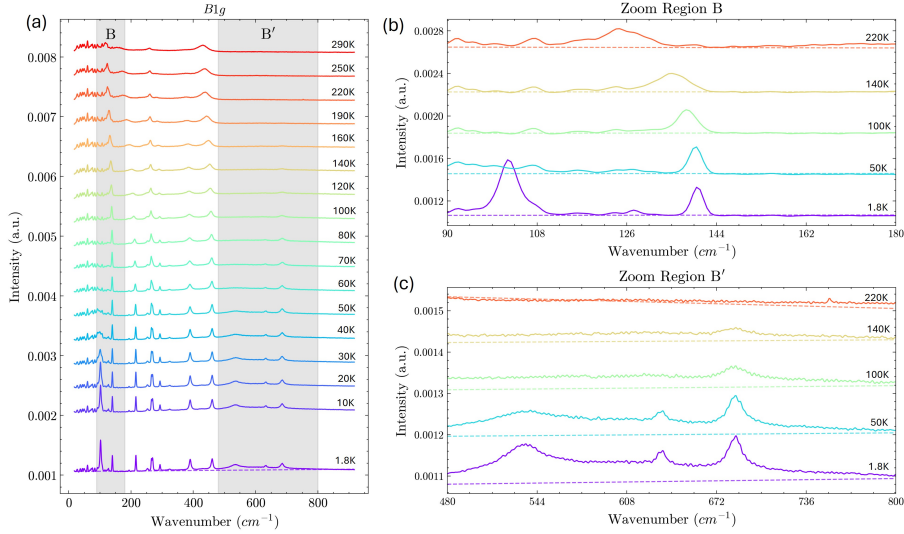 (a)
B1g
B
B′
290K
250K
220K
190K
160K
140K
120K
100K
80K
70K
60K
50K
40K
30K
20K
10K
1.8K
0.008
0.007
0.006
0.005
0.004
0.003
0.002
0.001
Intensity (a.u.)
0 200 400 600 800
Wavenumber (cm⁻¹)
(b)
Zoom Region B
220K
140K
100K
50K
1.8K
0.0028
0.0024
0.0020
0.0016
0.0012
Intensity (a.u.)
90 108 126 144 162 180
Wavenumber (cm⁻¹)
(c)
Zoom Region B′
220K
140K
100K
50K
1.8K
0.0015
0.0014
0.0013
0.0012
0.0011
Intensity (a.u.)
480 544 608 672 736 800
Wavenumber (cm⁻¹)